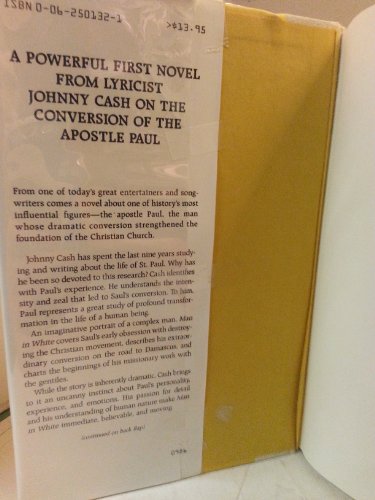 ISBN 0-06-250132-1
>$13.95
A POWERFUL FIRST NOVEL
FROM LYRICIST
JOHNNY CASH ON THE
CONVERSION OF THE
APOSTLE PAUL
From one of today's great entertainers and song-
writers comes a novel about one of history's most
influential figures—the apostle Paul, the man
whose dramatic conversion strengthened the
foundation of the Christian Church.
Johnny Cash has spent the last nine years study-
ing and writing about the life of St. Paul. Why has
he been so devoted to this research? Cash identifies
with Paul's experience. He understands the inten-
sity and zeal that led to Saul's conversion. To him,
Paul represents a great study of profound transfor-
mation in the life of a human being.
An imaginative portrait of a complex man, Man
in White covers Saul's early obsession with destroy-
ing the Christian movement, describes his extraor-
dinary conversion on the road to Damascus, and
charts the beginnings of his missionary work with
the gentiles.
While the story is inherently dramatic, Cash brings
to it an uncanny instinct about Paul's personality,
experience, and emotions. His passion for detail
and his understanding of human nature make Man
in White immediate, believable, and moving.
(continued on back flap)
0986